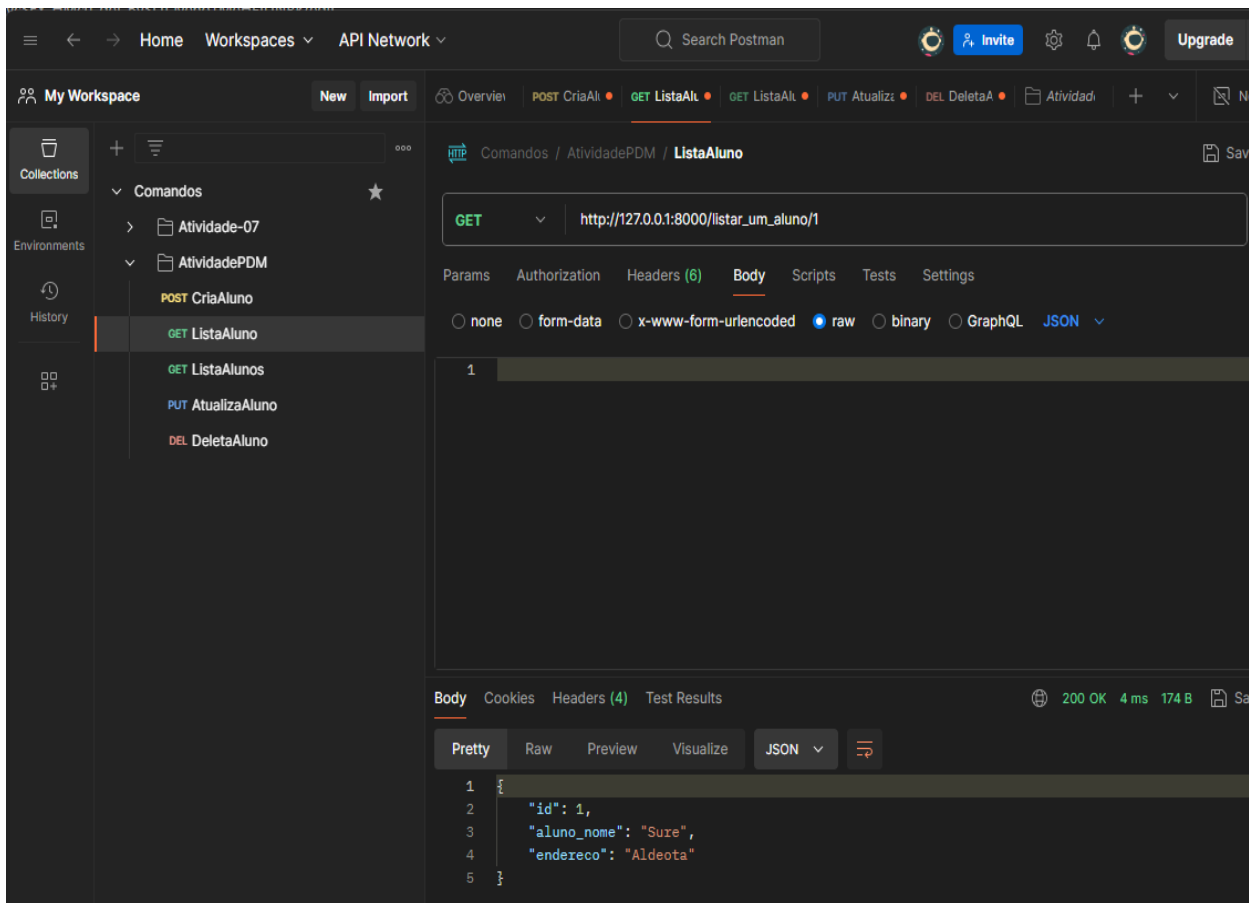 Home Workspaces API Network Search Postman Invite Upgrade
My Workspace New Import Overviev POST CriaAlı GET ListaAlu GET ListaAlu PUT Atualiza DEL DeletaA Atividad
Collections
Comandos / AtividadePDM / ListaAluno Sav
Comandos
GET http://127.0.0.1:8000/listar_um_aluno/1
Atividade-07
Environments
AtividadePDM
Params Authorization Headers (6) Body Scripts Tests Settings
POST CriaAluno
History
none form-data x-www-form-urlencoded raw binary GraphQL JSON
GET ListaAluno
GET ListaAlunos
1
PUT AtualizaAluno
DEL DeletaAluno
Body Cookies Headers (4) Test Results 200 OK 4 ms 174 B Sa
Pretty Raw Preview Visualize JSON
1 {
2 "id": 1,
3 "aluno_nome": "Sure",
4 "endereco": "Aldeota"
5 }